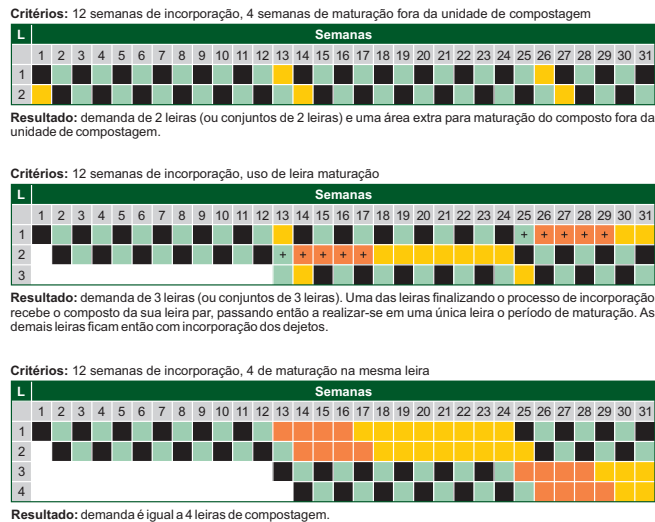 Critérios: 12 semanas de incorporação, 4 semanas de maturação fora da unidade de compostagem
L Semanas
1 2 3 4 5 6 7 8 9 10 11 12 13 14 15 16 17 18 19 20 21 22 23 24 25 26 27 28 29 30 31
1
2
Resultado: demanda de 2 leiras (ou conjuntos de 2 leiras) e uma área extra para maturação do composto fora da
unidade de compostagem.
Critérios: 12 semanas de incorporação, uso de leira maturação
L Semanas
1 2 3 4 5 6 7 8 9 10 11 12 13 14 15 16 17 18 19 20 21 22 23 24 25 26 27 28 29 30 31
1 + + + + +
2 + + + + +
3
Resultado: demanda de 3 leiras (ou conjuntos de 3 leiras). Uma das leiras finalizando o processo de incorporação
recebe o composto da sua leira par, passando então a realizar-se em uma única leira o período de maturação. As
demais leiras ficam então com incorporação dos dejetos.
Critérios: 12 semanas de incorporação, 4 de maturação na mesma leira
L Semanas
1 2 3 4 5 6 7 8 9 10 11 12 13 14 15 16 17 18 19 20 21 22 23 24 25 26 27 28 29 30 31
1
2
3
4
Resultado: demanda é igual a 4 leiras de compostagem.